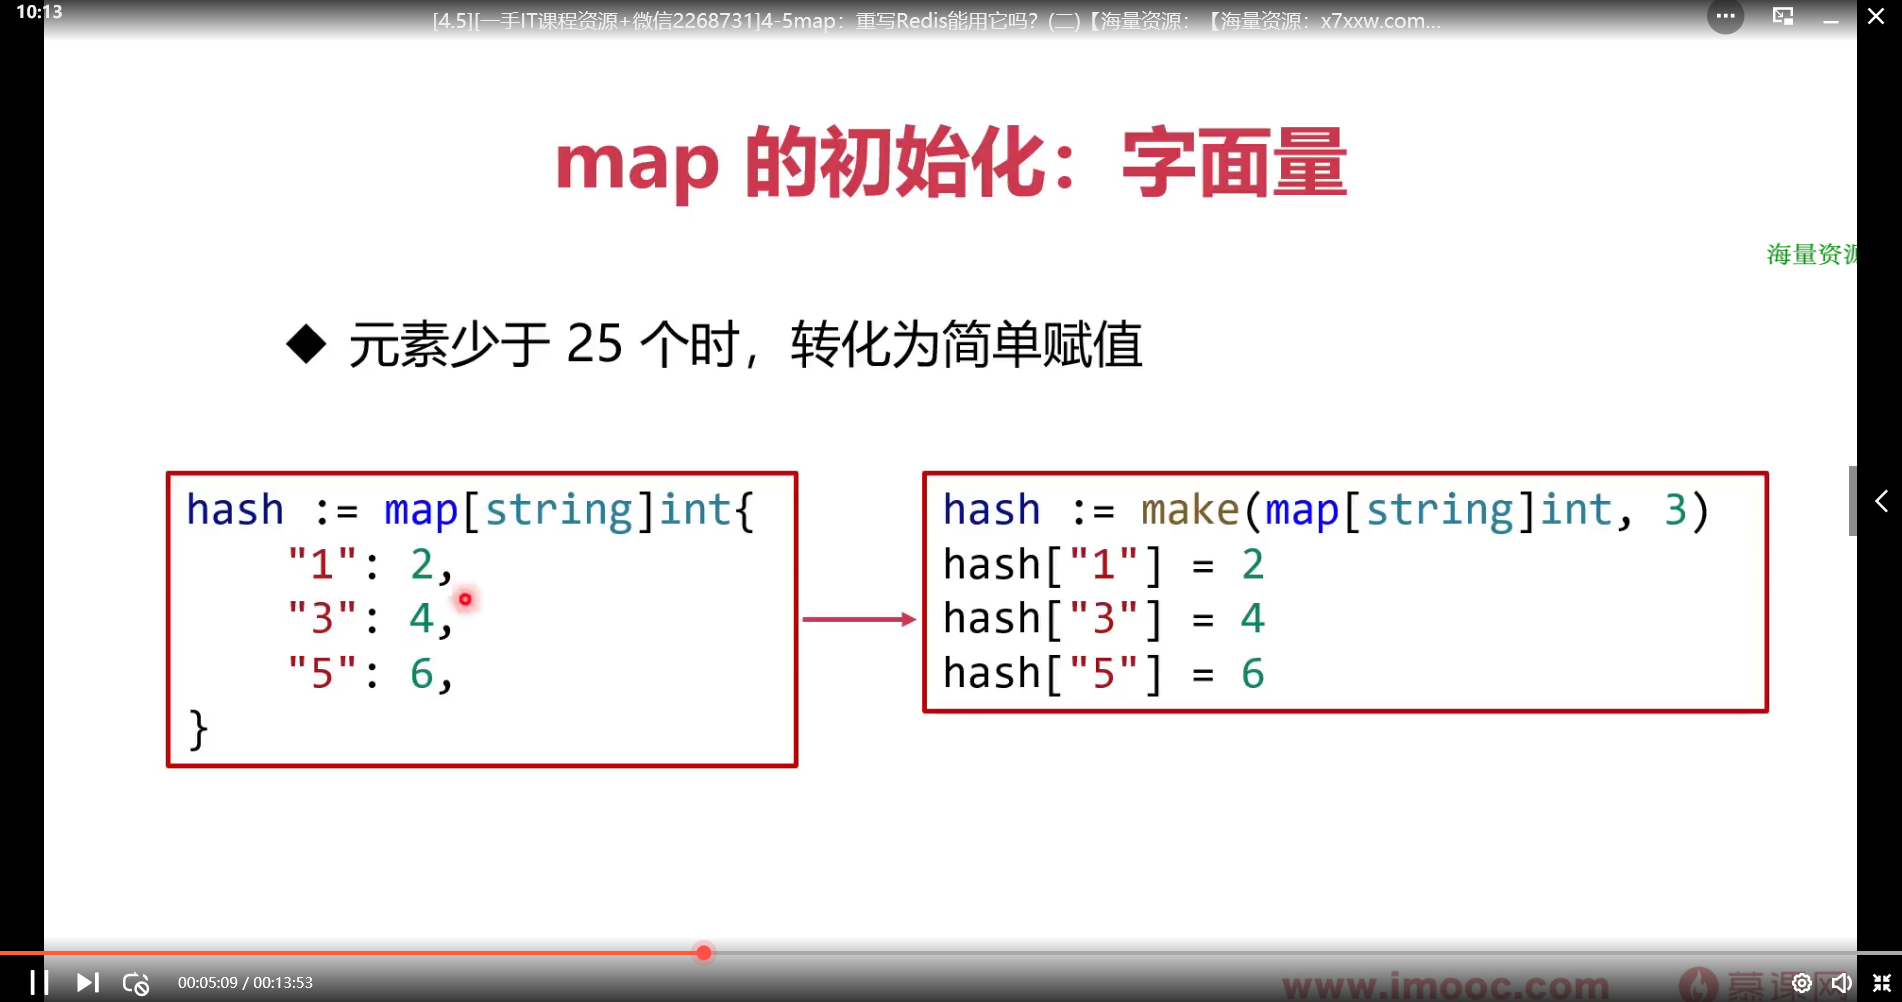 10:13
[4.5][一手IT课程资源+微信2268731]4-5map：重写Redis能用它吗？(二)【海量资源：【海量资源：x7xxw.com...
map 的初始化：字面量
海量资源
◆ 元素少于 25 个时，转化为简单赋值
hash := map[string]int{
"1": 2,
"3": 4,
"5": 6,
}
hash := make(map[string]int, 3)
hash["1"] = 2
hash["3"] = 4
hash["5"] = 6
00:05:09 / 00:13:53
www.imooc.com
慕课网